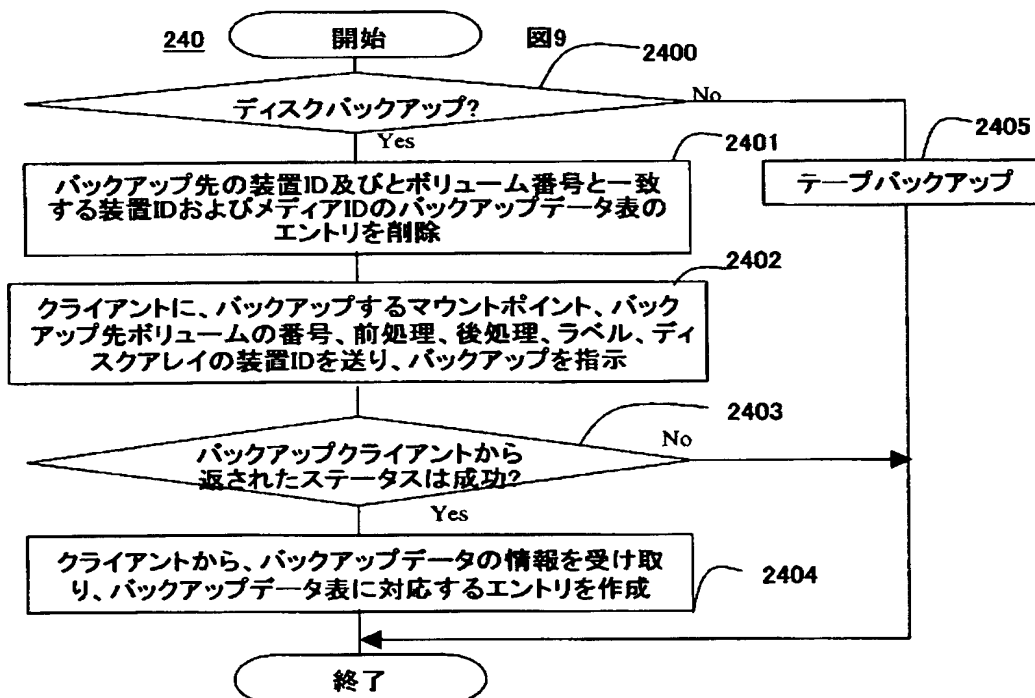 240
開始
図9
2400
ディスクバックアップ?
No
Yes
2401
2405
バックアップ先の装置ID及びとボリューム番号と一致
する装置IDおよびメディアIDのバックアップデータ表の
エントリを削除
テープバックアップ
2402
クライアントに、バックアップするマウントポイント、バック
アップ先ボリュームの番号、前処理、後処理、ラベル、ディ
スクアレイの装置IDを送り、バックアップを指示
2403
No
バックアップクライアントから
返されたステータスは成功?
Yes
クライアントから、バックアップデータの情報を受け取
り、バックアップデータ表に対応するエントリを作成
2404
終了